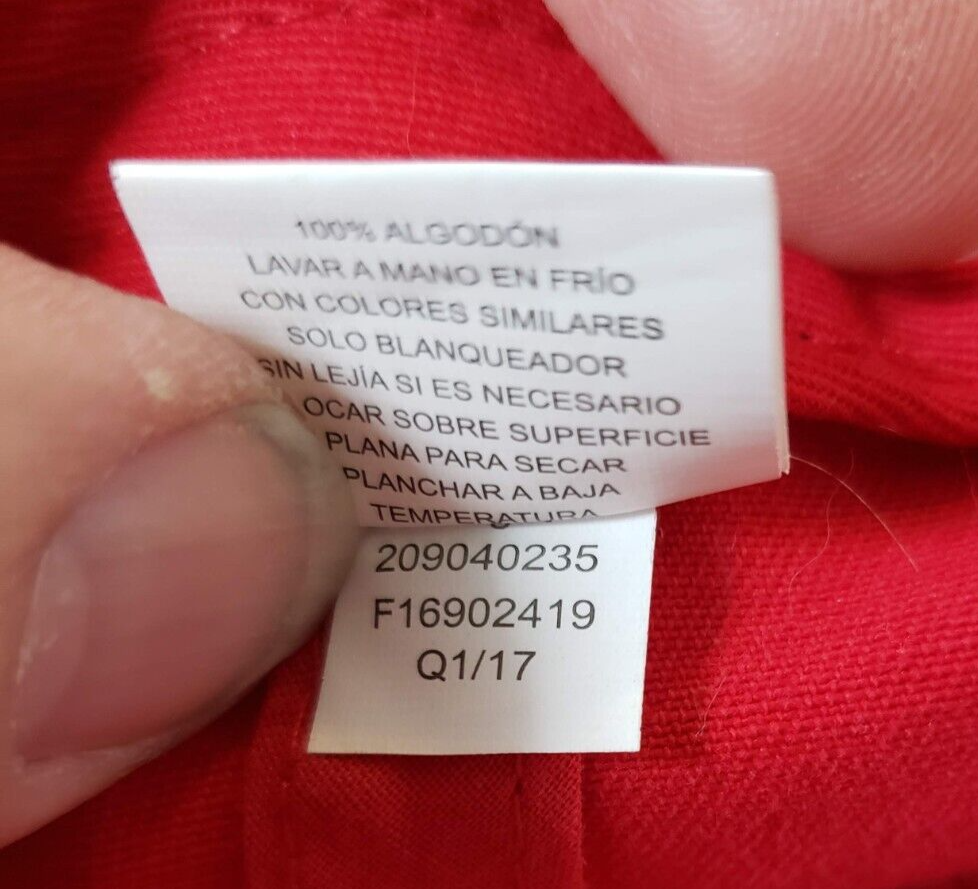 100% ALGODÓN
LAVAR A MANO EN FRÍO
CON COLORES SIMILARES
SOLO BLANQUEADOR
SIN LEJÍA SI ES NECESARIO
OCAR SOBRE SUPERFICIE
PLANA PARA SECAR
PLANCHAR A BAJA
TEMPERATURA
209040235
F16902419
Q1/17